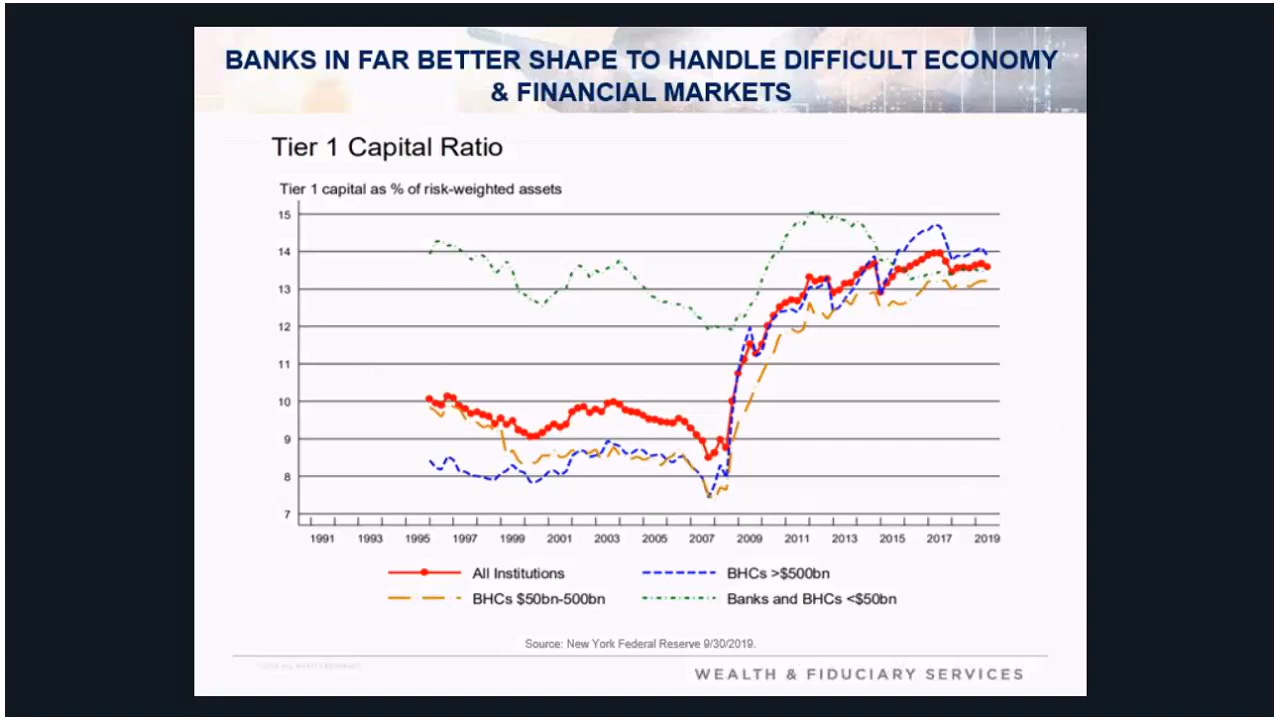 BANKS IN FAR BETTER SHAPE TO HANDLE DIFFICULT ECONOMY
& FINANCIAL MARKETS
Tier 1 Capital Ratio
Tier 1 capital as % of risk-weighted assets
15
14
13
12
11
10
9
8
7
1991 1993 1995 1997 1999 2001 2003 2005 2007 2009 2011 2013 2015 2017 2019
All Institutions BHCs >$500bn
BHCs $50bn-500bn Banks and BHCs <$50bn
Source: New York Federal Reserve 9/30/2019.
ALL RIGHTS RESERVED
WEALTH & FIDUCIARY SERVICES